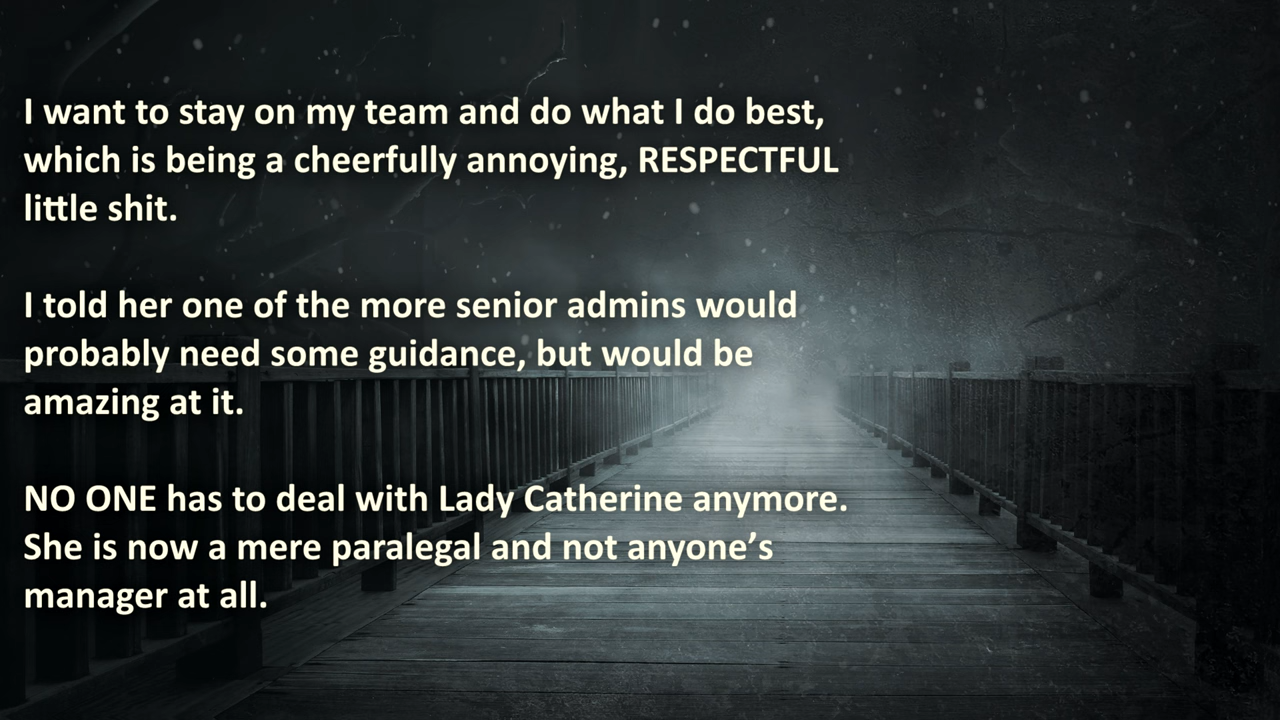 I want to stay on my team and do what I do best,
which is being a cheerfully annoying, RESPECTFUL
little shit.
I told her one of the more senior admins would
probably need some guidance, but would be
amazing at it.
NO ONE has to deal with Lady Catherine anymore.
She is now a mere paralegal and not anyone’s
manager at all.